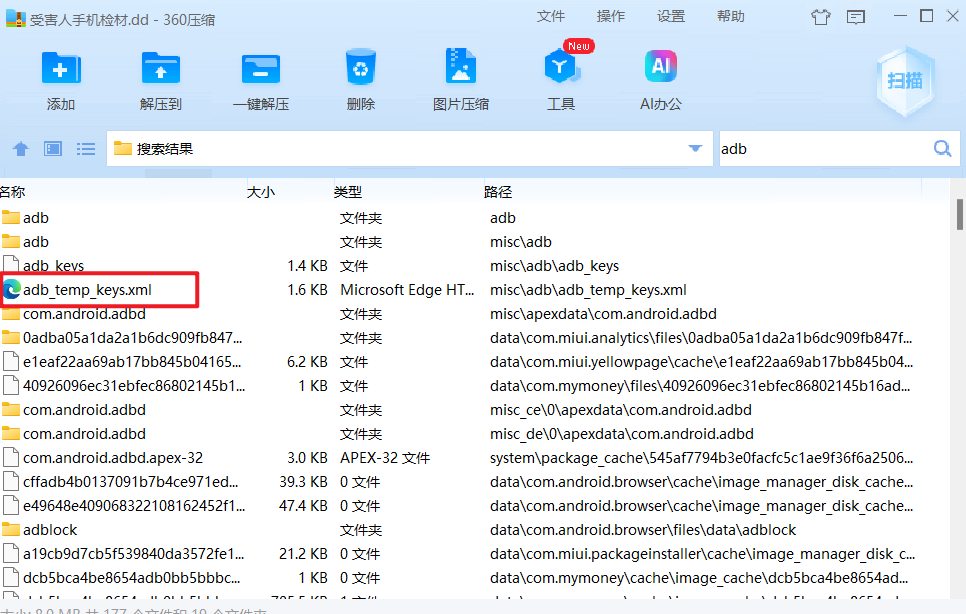 受害人手机检材.dd - 360压缩 文件 操作 设置 帮助
添加 解压到 一键解压 删除 图片压缩 New 工具 AI AI办公 扫描
搜索结果 adb
名称 大小 类型 路径
adb 文件夹 adb
adb 文件夹 misc\adb
adb_keys 1.4 KB 文件 misc\adb\adb_keys
adb_temp_keys.xml 1.6 KB Microsoft Edge HT... misc\adb\adb_temp_keys.xml
com.android.adbd 文件夹 misc\apexdata\com.android.adbd
0adba05a1da2a1b6dc909fb847... 文件夹 data\com.miui.analytics\files\0adba05a1da2a1b6dc909fb847f...
e1eaf22aa69ab17bb845b04165... 6.2 KB 文件 data\com.miui.yellowpage\cache\e1eaf22aa69ab17bb845b04...
40926096ec31ebfec86802145b1... 1 KB 文件 data\com.mymoney\files\40926096ec31ebfec86802145b16ad...
com.android.adbd 文件夹 misc_ce\0\apexdata\com.android.adbd
com.android.adbd 文件夹 misc_de\0\apexdata\com.android.adbd
com.android.adbd.apex-32 3.0 KB APEX-32 文件 system\package_cache\545af7794b3e0facfc5c1ae9f36f6a2506...
cffadb4b0137091b7b4ce971ed... 39.3 KB 0 文件 data\com.android.browser\cache\image_manager_disk_cache...
e49648e409068322108162452f1... 47.4 KB 0 文件 data\com.android.browser\cache\image_manager_disk_cache...
adblock 文件夹 data\com.android.browser\files\data\adblock
a19cb9d7cb5f539840da3572fe1... 21.2 KB 0 文件 data\com.miui.packageinstaller\cache\image_manager_disk_c...
dcb5bca4be8654adb0bb5bbbc... 1 KB 0 文件 data\com.mymoney\cache\image_cache\dcb5bca4be8654ad...